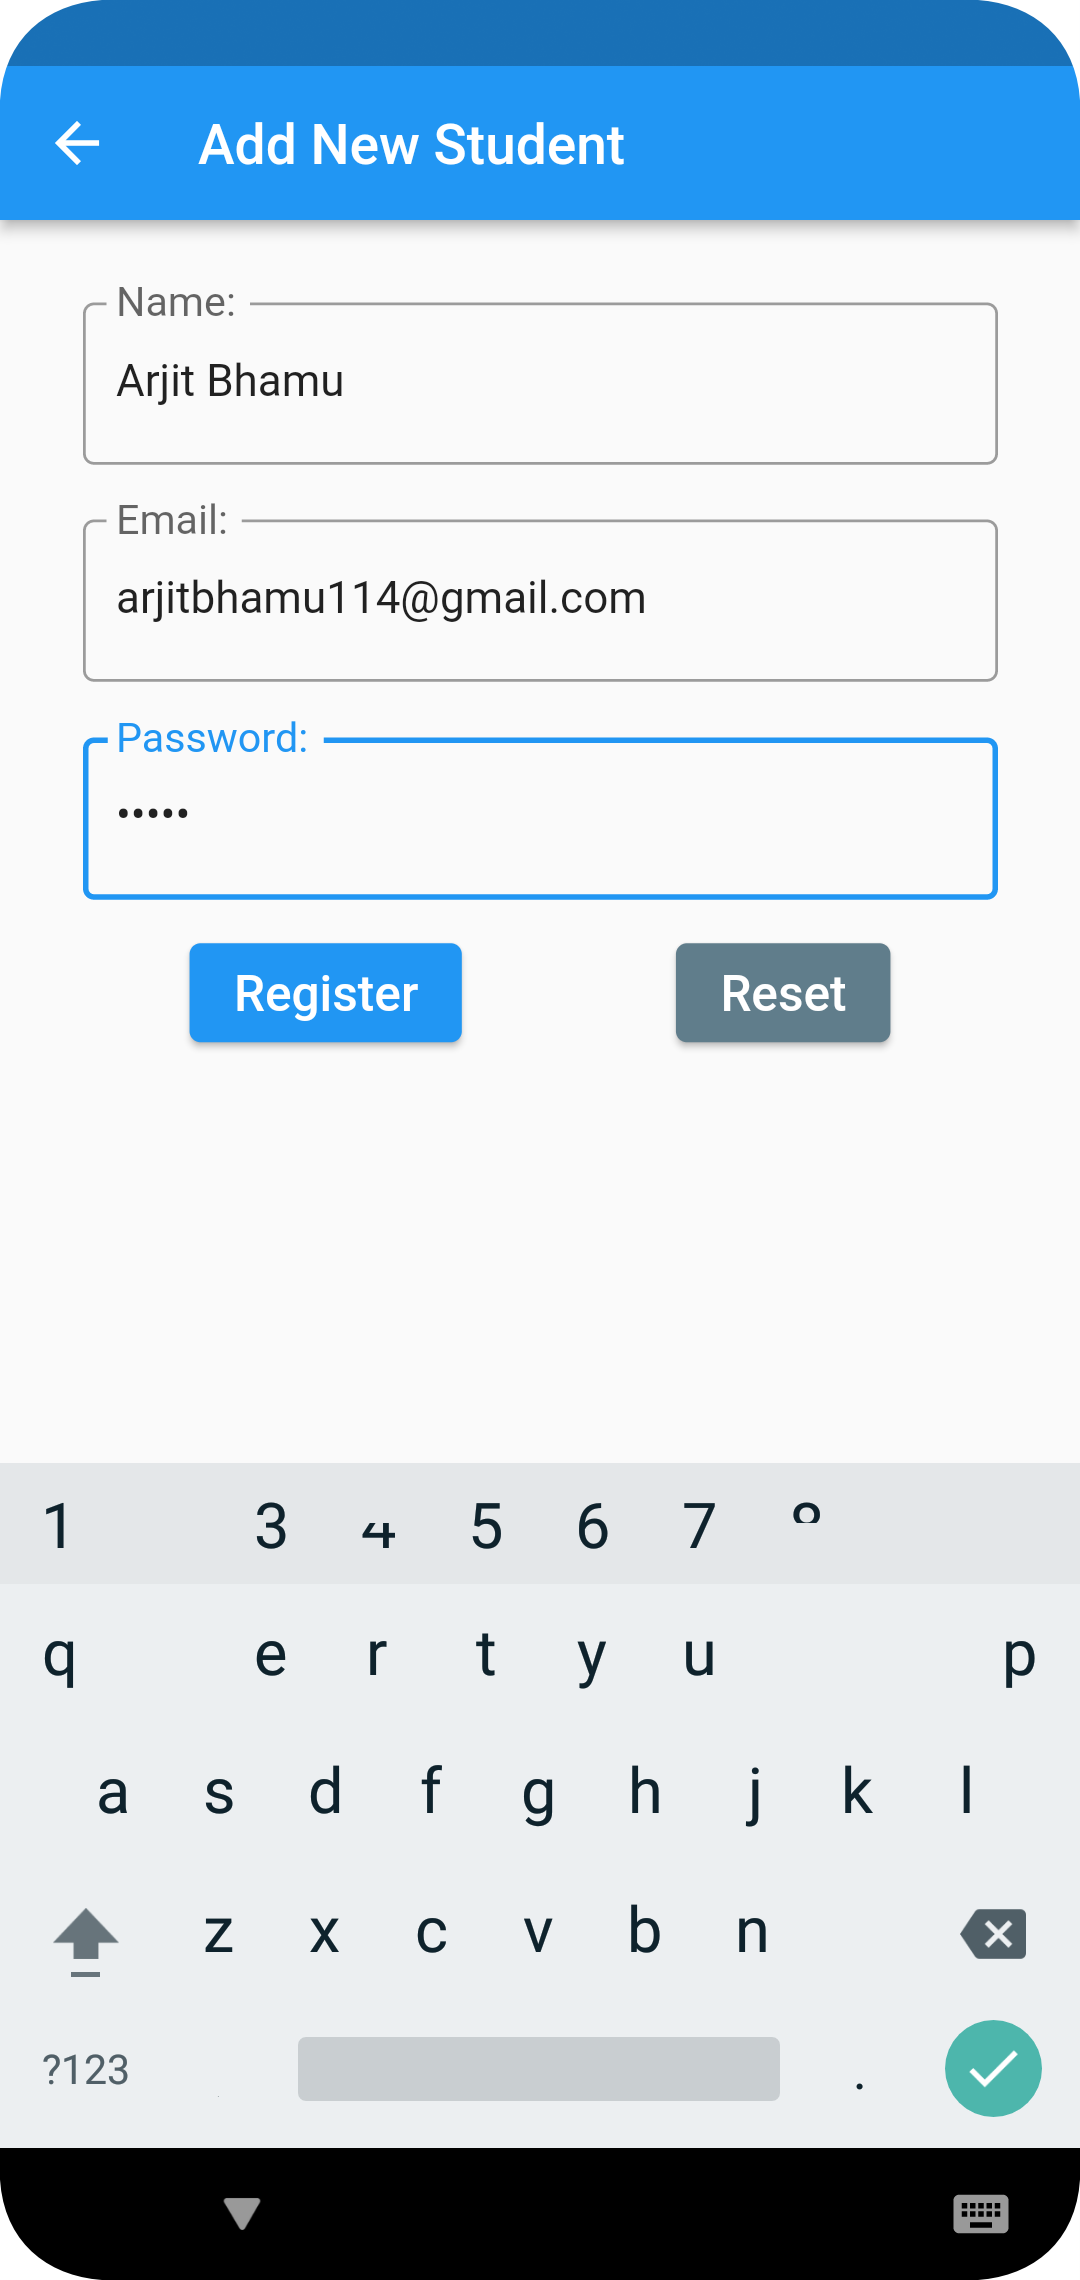 Add New Student
Name:
Arjit Bhamu
Email:
arjitbhamu114@gmail.com
Password:
•••••
Register Reset
1 3 4 5 6 7 8
q e r t y u p
a s d f g h j k l
z x c v b n
?123 .